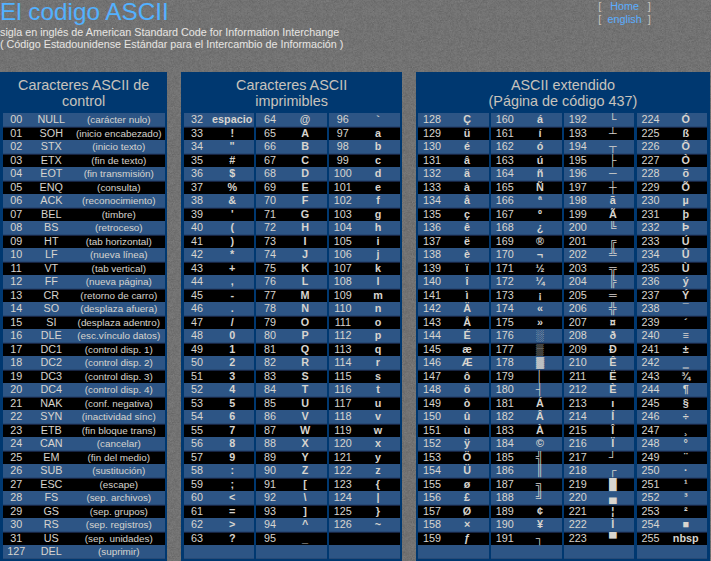 El codigo ASCII
sigla en inglés de American Standard Code for Information Interchange
( Código Estadounidense Estándar para el Intercambio de Información )
[ Home ]
[ english ]
ASCII de
Caracteres ASCII de
control
00 NULL (carácter nulo)
01 SOH (inicio encabezado)
02 STX (inicio texto)
03 ETX (fin de texto)
04 EOT (fin transmisión)
05 ENQ (consulta)
06 ACK (reconocimiento)
07 BEL (timbre)
08 BS (retroceso)
09 HT (tab horizontal)
10 LF (nueva línea)
11 VT (tab vertical)
12 FF (nueva página)
13 CR (retorno de carro)
14 SO (desplaza afuera)
15 SI (desplaza adentro)
16 DLE (esc.vínculo datos)
17 DC1 (control disp. 1)
18 DC2 (control disp. 2)
19 DC3 (control disp. 3)
20 DC4 (control disp. 4)
21 NAK (conf. negativa)
22 SYN (inactividad sínc)
23 ETB (fin bloque trans)
24 CAN (cancelar)
25 EM (fin del medio)
26 SUB (sustitución)
27 ESC (escape)
28 FS (sep. archivos)
29 GS (sep. grupos)
30 RS (sep. registros)
31 US (sep. unidades)
127 DEL (suprimir)
Caracteres ASCII
imprimibles
32 espacio 64 @ 96 `
33 ! 65 A 97 a
34 " 66 B 98 b
35 # 67 C 99 c
36 $ 68 D 100 d
37 % 69 E 101 e
38 & 70 F 102 f
39 ' 71 G 103 g
40 ( 72 H 104 h
41 ) 73 I 105 i
42 * 74 J 106 j
43 + 75 K 107 k
44 , 76 L 108 l
45 - 77 M 109 m
46 . 78 N 110 n
47 / 79 O 111 o
48 0 80 P 112 p
49 1 81 Q 113 q
50 2 82 R 114 r
51 3 83 S 115 s
52 4 84 T 116 t
53 5 85 U 117 u
54 6 86 V 118 v
55 7 87 W 119 w
56 8 88 X 120 x
57 9 89 Y 121 y
58 : 90 Z 122 z
59 ; 91 [ 123 {
60 < 92 \ 124 |
61 = 93 ] 125 }
62 > 94 ^ 126 ~
63 ? 95 _
ASCII extendido
(Página de código 437)
128 Ç 160 á 192 └ 224 Ó
129 ü 161 í 193 ┴ 225 ß
130 é 162 ó 194 ┬ 226 Ô
131 â 163 ú 195 ├ 227 Ò
132 ä 164 ñ 196 ─ 228 õ
133 à 165 Ñ 197 ┼ 229 Õ
134 å 166 ª 198 ã 230 µ
135 ç 167 º 199 Ã 231 þ
136 ê 168 ¿ 200 ╚ 232 Þ
137 ë 169 ® 201 ╔ 233 Ú
138 è 170 ¬ 202 ╩ 234 Û
139 ï 171 ½ 203 ╦ 235 Ù
140 î 172 ¼ 204 ╠ 236 ý
141 ì 173 ¡ 205 ═ 237 Ý
142 Ä 174 « 206 ╬ 238 ¯
143 Å 175 » 207 ¤ 239 ´
144 É 176 ░ 208 ð 240 ≡
145 æ 177 ▒ 209 Ð 241 ±
146 Æ 178 ▓ 210 Ê 242 ‗
147 ô 179 │ 211 Ë 243 ¾
148 ö 180 ┤ 212 È 244 ¶
149 ò 181 Á 213 ı 245 §
150 û 182 Â 214 Í 246 ÷
151 ù 183 À 215 Î 247 ¸
152 ÿ 184 © 216 Ï 248 °
153 Ö 185 ╣ 217 ┘ 249 ¨
154 Ü 186 ║ 218 ┌ 250 ·
155 ø 187 ╗ 219 █ 251 ¹
156 £ 188 ╝ 220 ▄ 252 ³
157 Ø 189 ¢ 221 ¦ 253 ²
158 × 190 ¥ 222 Ì 254 ■
159 ƒ 191 ┐ 223 ▀ 255 nbsp